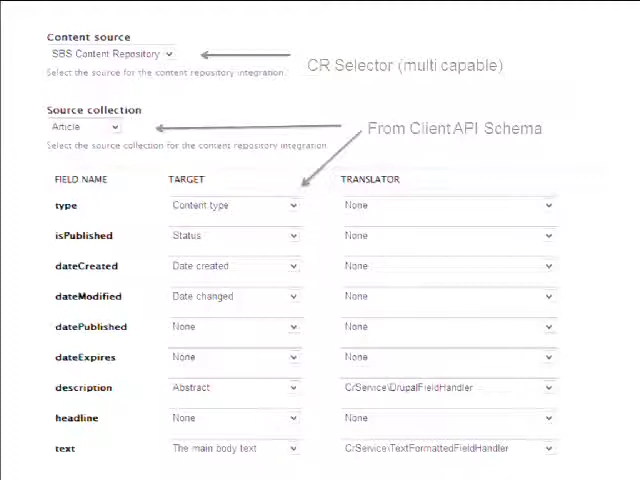 Content source
SBS Content Repository
CR Selector (multi capable)
Select the source for the content repository integration.
Source collection
Article
From Client API Schema
Select the source collection for the content repository integration
FIELD NAME TARGET TRANSLATOR
type Content type None
isPublished Status None
dateCreated Date created None
dateModified Date changed None
datePublished None None
dateExpires None None
description Abstract CrService\DrupalFieldHandler
headline None None
text The main body text CrService\TextFormattedFieldHandler